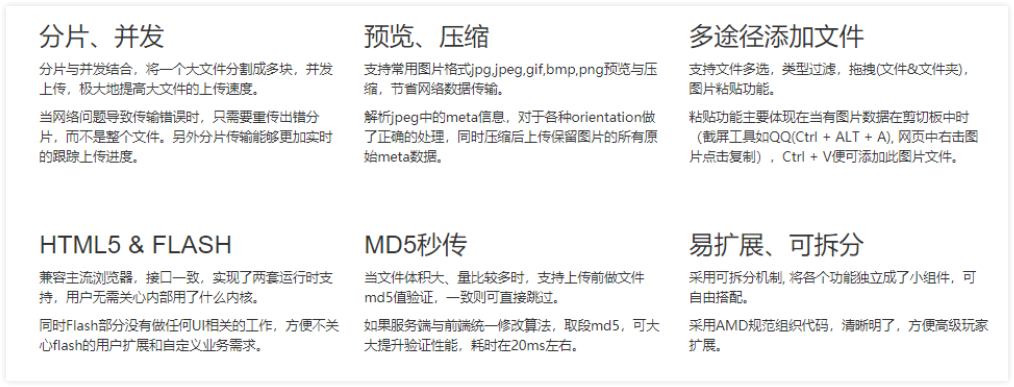 分片、并发
分片与并发结合，将一个大文件分割成多块，并发
上传，极大地提高大文件的上传速度。
当网络问题导致传输错误时，只需要重传出错分
片，而不是整个文件。另外分片传输能够更加实时
的跟踪上传进度。
预览、压缩
支持常用图片格式jpg,jpeg,gif,bmp,png预览与压
缩，节省网络数据传输。
解析jpeg中的meta信息，对于各种orientation做
了正确的处理，同时压缩后上传保留图片的所有原
始meta数据。
多途径添加文件
支持文件多选，类型过滤，拖拽(文件&文件夹)，
图片粘贴功能。
粘贴功能主要体现在当有图片数据在剪切板中时
（截屏工具如QQ(Ctrl + ALT + A), 网页中右击图
片点击复制），Ctrl + V便可添加此图片文件。
HTML5 & FLASH
兼容主流浏览器，接口一致，实现了两套运行时支
持，用户无需关心内部用了什么内核。
同时Flash部分没有做任何UI相关的工作，方便不关
心flash的用户扩展和自定义业务需求。
MD5秒传
当文件体积大、量比较多时，支持上传前做文件
md5值验证，一致则可直接跳过。
如果服务端与前端统一修改算法，取段md5，可大
大提升验证性能，耗时在20ms左右。
易扩展、可拆分
采用可拆分机制, 将各个功能独立成了小组件，可
自由搭配。
采用AMD规范组织代码，清晰明了，方便高级玩家
扩展。